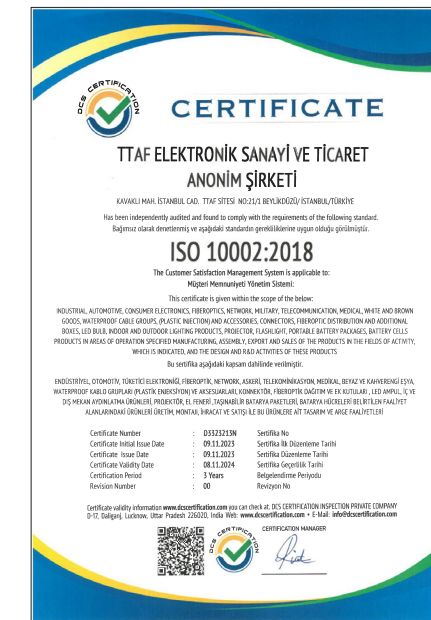 DCS CERTIFICATION
CERTIFICATE
TTAF ELEKTRONİK SANAYİ VE TİCARET
ANONİM ŞİRKETİ
KAVAKLI MAH. İSTANBUL CAD. TTAF SİTESİ NO:21/1 BEYLİKDÜZÜ/ İSTANBUL/TÜRKİYE
Has been independently audited and found to comply with the requirements of the following standard.
Bağımsız olarak denetlenmiş ve aşağıdaki standardın gerekliliklerine uygun olduğu görülmüştür.
ISO 10002:2018
The Customer Satisfaction Management System is applicable to:
Müşteri Memnuniyeti Yönetim Sistemi:
This certificate is given within the scope of the below:
INDUSTRIAL, AUTOMOTIVE, CONSUMER ELECTRONICS, FIBEROPTICS, NETWORK, MILITARY, TELECOMMUNICATION, MEDICAL, WHITE AND BROWN
GOODS, WATERPROOF CABLE GROUPS, (PLASTIC INJECTION) AND ACCESSORIES, CONNECTORS, FIBEROPTIC DISTRIBUTION AND ADDITIONAL
BOXES, LED BULB, INDOOR AND OUTDOOR LIGHTING PRODUCTS, PROJECTOR, FLASHLIGHT, PORTABLE BATTERY PACKAGES, BATTERY CELLS
PRODUCTS IN AREAS OF OPERATION SPECIFIED MANUFACTURING, ASSEMBLY, EXPORT AND SALES OF THE PRODUCTS IN THE FIELDS OF ACTIVITY,
WHICH IS INDICATED, AND THE DESIGN AND R&D ACTIVITIES OF THESE PRODUCTS
Bu sertifika aşağıdaki kapsam dahilinde verilmiştir.
ENDÜSTRİYEL, OTOMOTİV, TÜKETİCİ ELEKTRONİĞİ, FİBEROPTİK, NETWORK, ASKERİ, TELEKOMİNİKASYON, MEDİKAL, BEYAZ VE KAHVERENGİ EŞYA,
WATERPROOF KABLO GRUPLARI (PLASTİK ENJEKSİYON) VE AKSESUARLARI, KONNEKTÖR, FİBEROPTİK DAĞITIM VE EK KUTULARI , LED AMPUL, İÇ VE
DIŞ MEKAN AYDINLATMA ÜRÜNLERİ, PROJEKTÖR, EL FENERİ ,TAŞINABİLİR BATARYA PAKETLERİ, BATARYA HÜCRELERİ BELİRTİLEN FAALİYET
ALANLARINDAKİ ÜRÜNLERİ ÜRETİM, MONTAJI, İHRACAT VE SATIŞI İLE BU ÜRÜNLERE AİT TASARIM VE ARGE FAALİYETLERİ
Certificate Number : D3323213N Sertifika No
Certificate Initial Issue Date : 09.11.2023 Sertifika İlk Düzenleme Tarihi
Certificate Issue Date : 09.11.2023 Sertifika Düzenleme Tarihi
Certificate Validity Date : 08.11.2024 Sertifika Geçerlilik Tarihi
Certification Period : 3 Years Belgelendirme Periyodu
Revision Number : 00 Revizyon No
Certificate validity information www.dcscertification.com you can check at. DCS CERTIFICATION INSPECTION PRIVATE COMPANY
D-17, Daliganj, Lucknow, Uttar Pradesh 226020, India Web: www.dcscertification.com • E-Mail: info@dcscertification.com
DCS CERTIFICATION
CERTIFICATION MANAGER